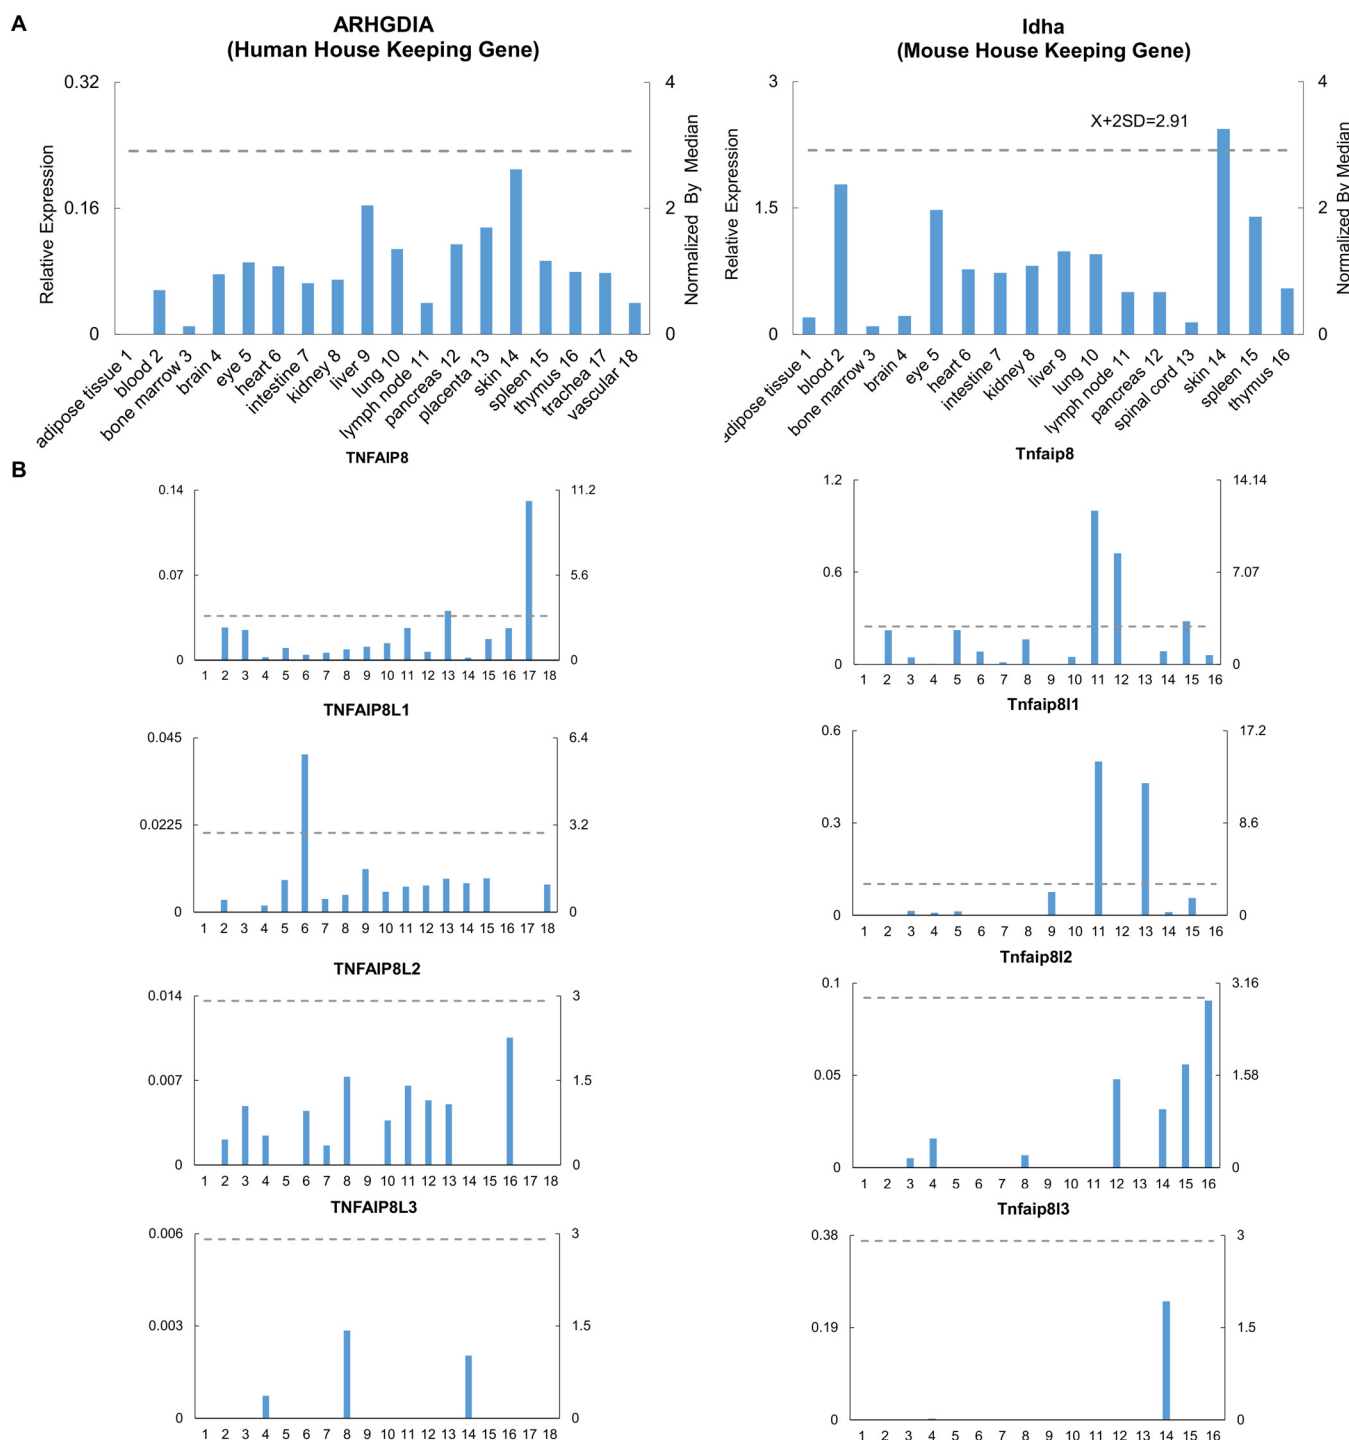 A
ARHGDIA
(Human House Keeping Gene)
0.32
0.16
0
4
2
0
Relative Expression
Normalized By Median
adipose tissue 1
blood 2
bone marrow 3
brain 4
eye 5
heart 6
intestine 7
kidney 8
liver 9
lung 10
lymph node 11
pancreas 12
placenta 13
skin 14
spleen 15
thymus 16
trachea 17
vascular 18
Idha
(Mouse House Keeping Gene)
3
1.5
0
4
2
0
X+2SD=2.91
Relative Expression
Normalized By Median
adipose tissue 1
blood 2
bone marrow 3
brain 4
eye 5
heart 6
intestine 7
kidney 8
liver 9
lung 10
lymph node 11
pancreas 12
spinal cord 13
skin 14
spleen 15
thymus 16
B
TNFAIP8
0.14
0.07
0
11.2
5.6
0
1 2 3 4 5 6 7 8 9 10 11 12 13 14 15 16 17 18
Tnfaip8
1.2
0.6
0
14.14
7.07
0
1 2 3 4 5 6 7 8 9 10 11 12 13 14 15 16
TNFAIP8L1
0.045
0.0225
0
6.4
3.2
0
1 2 3 4 5 6 7 8 9 10 11 12 13 14 15 16 17 18
Tnfaip8l1
0.6
0.3
0
17.2
8.6
0
1 2 3 4 5 6 7 8 9 10 11 12 13 14 15 16
TNFAIP8L2
0.014
0.007
0
3
1.5
0
1 2 3 4 5 6 7 8 9 10 11 12 13 14 15 16 17 18
Tnfaip8l2
0.1
0.05
0
3.16
1.58
0
1 2 3 4 5 6 7 8 9 10 11 12 13 14 15 16
TNFAIP8L3
0.006
0.003
0
3
1.5
0
1 2 3 4 5 6 7 8 9 10 11 12 13 14 15 16 17 18
Tnfaip8l3
0.38
0.19
0
3
1.5
0
1 2 3 4 5 6 7 8 9 10 11 12 13 14 15 16